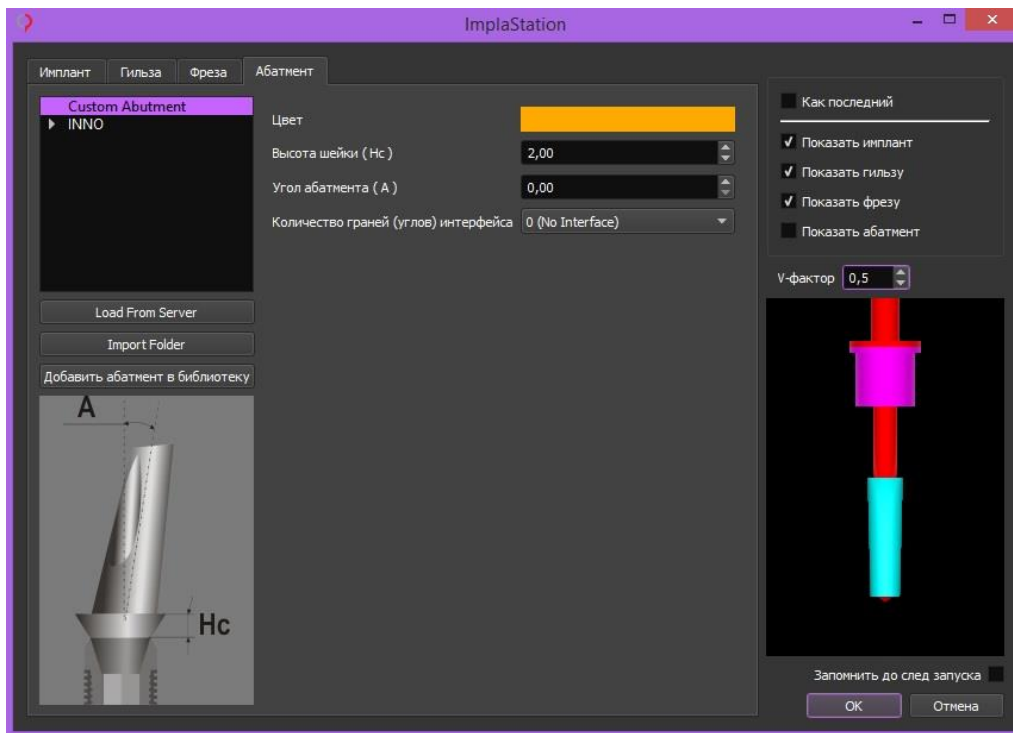 ImplaStation
Имплант Гильза Фреза Абатмент
Custom Abutment
INNO
Load From Server
Import Folder
Добавить абатмент в библиотеку
A
Hc
Цвет
Высота шейки ( Hc ) 2,00
Угол абатмента ( A ) 0,00
Количество граней (углов) интерфейса 0 (No Interface)
Как последний
Показать имплант
Показать гильзу
Показать фрезу
Показать абатмент
V-фактор 0,5
Запомнить до след запуска
OK Отмена